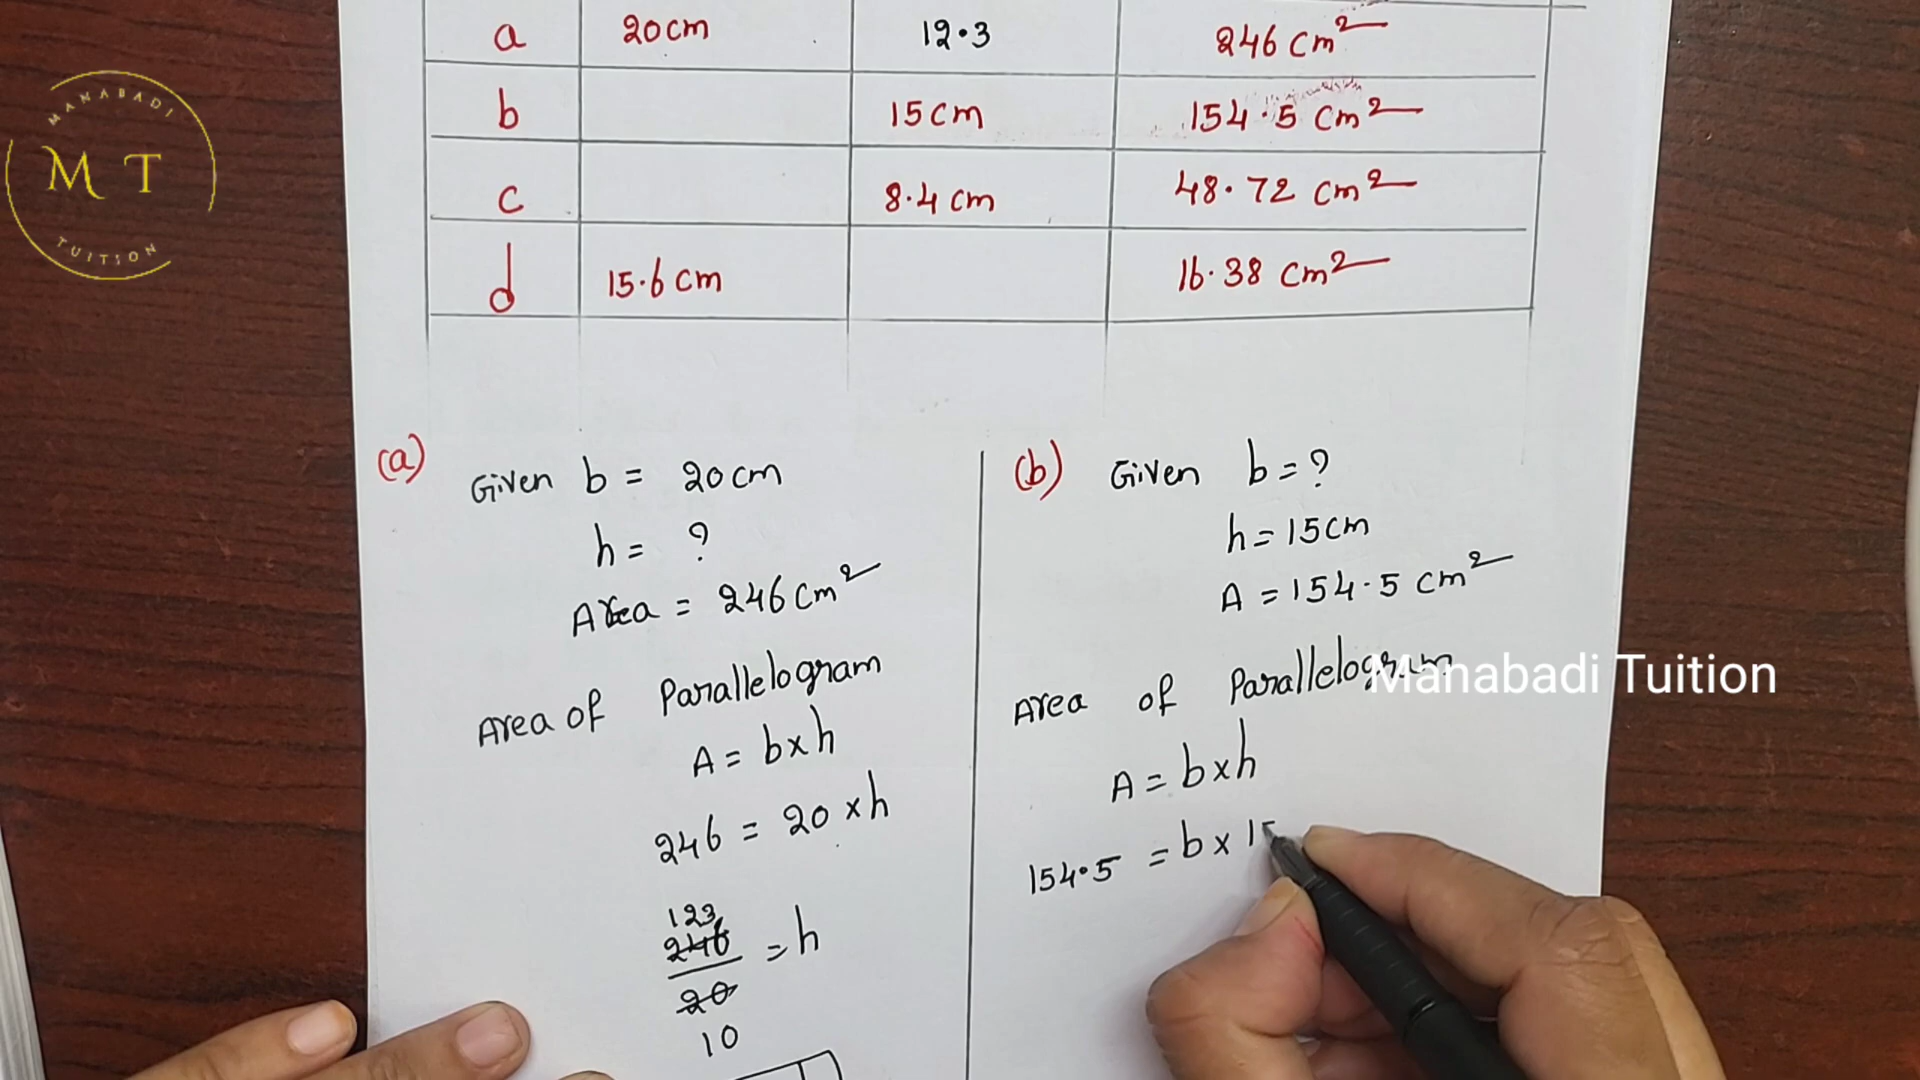 a 20cm 12.3 246 cm²
b 15cm 154.5 cm²
c 8.4 cm 48.72 cm²
d 15.6 cm 16.38 cm²
MANABADI
M T
TUITSON
(a) Given b = 20cm
h = ?
Area = 246 cm²
Area of Parallelogram
A = b×h
246 = 20 × h
123
246
= h
20
10
(b) Given b = ?
h = 15cm
A = 154.5 cm²
Area of Parallelogram
Manabadi Tuition
A = b×h
154.5 = b × 15